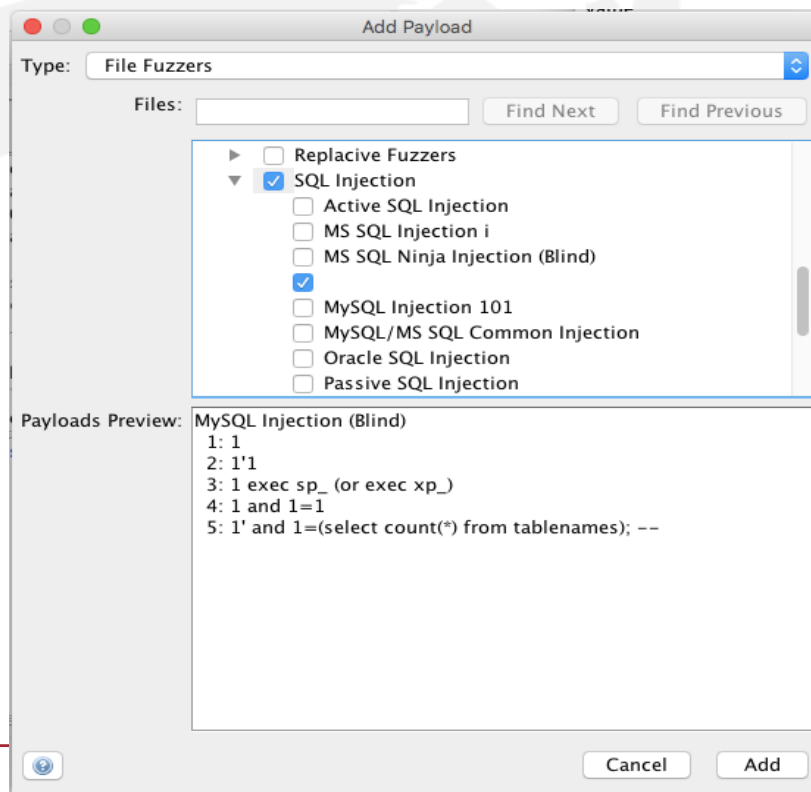 Add Payload
Type: File Fuzzers
Files: Find Next Find Previous
Replacive Fuzzers
SQL Injection
Active SQL Injection
MS SQL Injection i
MS SQL Ninja Injection (Blind)
MySQL Injection 101
MySQL/MS SQL Common Injection
Oracle SQL Injection
Passive SQL Injection
Payloads Preview: MySQL Injection (Blind)
1: 1
2: 1'1
3: 1 exec sp_ (or exec xp_)
4: 1 and 1=1
5: 1' and 1=(select count(*) from tablenames); --
? Cancel Add